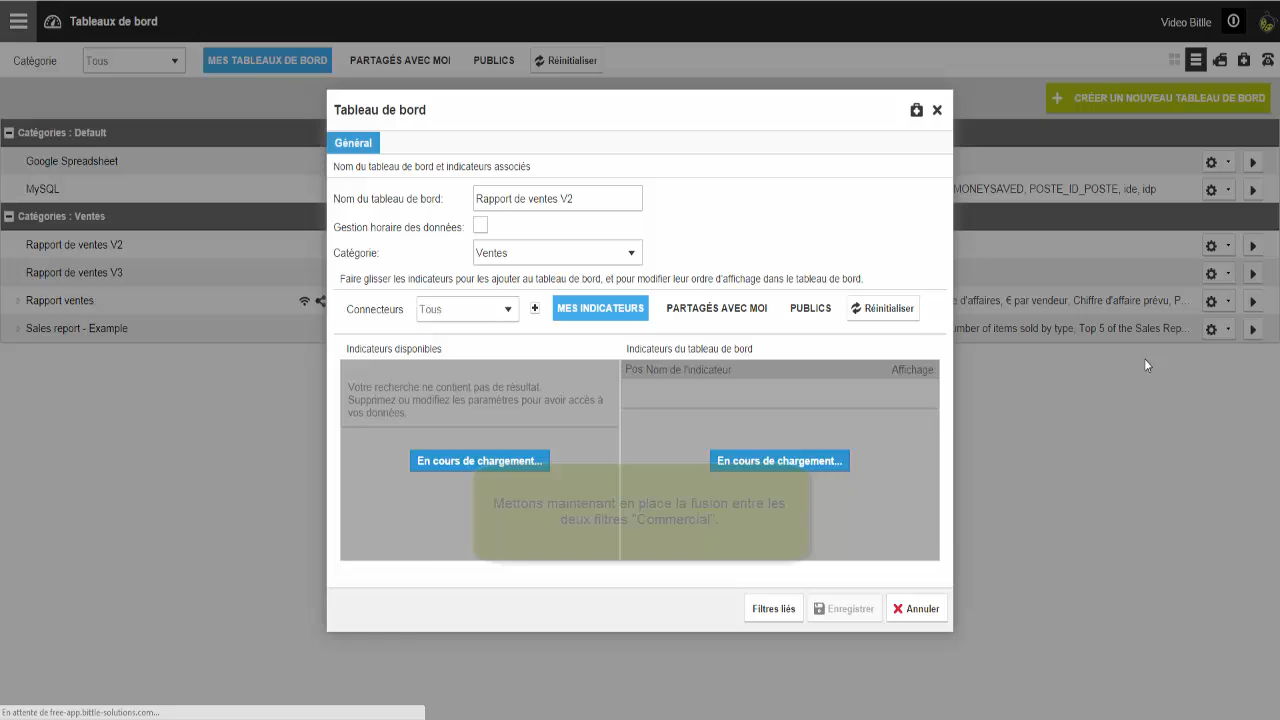 Tableaux de bord
Video Bittle
Catégorie
Tous
MES TABLEAUX DE BORD
PARTAGÉS AVEC MOI
PUBLICS
Réinitialiser
CRÉER UN NOUVEAU TABLEAU DE BORD
Catégories : Default
Google Spreadsheet
MySQL
MONEYSAVED, POSTE_ID_POSTE, ide, idp
Catégories : Ventes
Rapport de ventes V2
Rapport de ventes V3
Rapport ventes
d'affaires, € par vendeur, Chiffre d'affaire prévu, P...
Sales report - Example
mber of items sold by type, Top 5 of the Sales Rep...
Tableau de bord
Général
Nom du tableau de bord et indicateurs associés
Nom du tableau de bord:
Rapport de ventes V2
Gestion horaire des données:
Catégorie:
Ventes
Faire glisser les indicateurs pour les ajouter au tableau de bord, et pour modifier leur ordre d'affichage dans le tableau de bord.
Connecteurs
Tous
MES INDICATEURS
PARTAGÉS AVEC MOI
PUBLICS
Réinitialiser
Indicateurs disponibles
Indicateurs du tableau de bord
Votre recherche ne contient pas de résultat.
Supprimez ou modifiez les paramètres pour avoir accès à
vos données.
Pos Nom de l'indicateur
Affichage
En cours de chargement...
En cours de chargement...
Mettons maintenant en place la fusion entre les
deux filtres "Commercial".
Filtres liés
Enregistrer
Annuler
En attente de free-app.bittle-solutions.com...